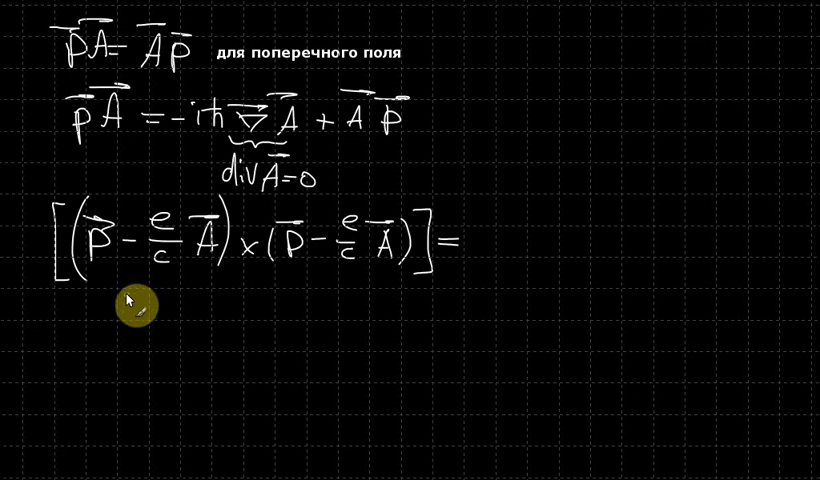 p⃗A⃗ = A⃗p⃗ для поперечного поля
p⃗A⃗ = -iℏ∇⃗A⃗ + A⃗p⃗
divA⃗=0
[(p⃗ - e/c A⃗) × (p⃗ - e/c A⃗)] =